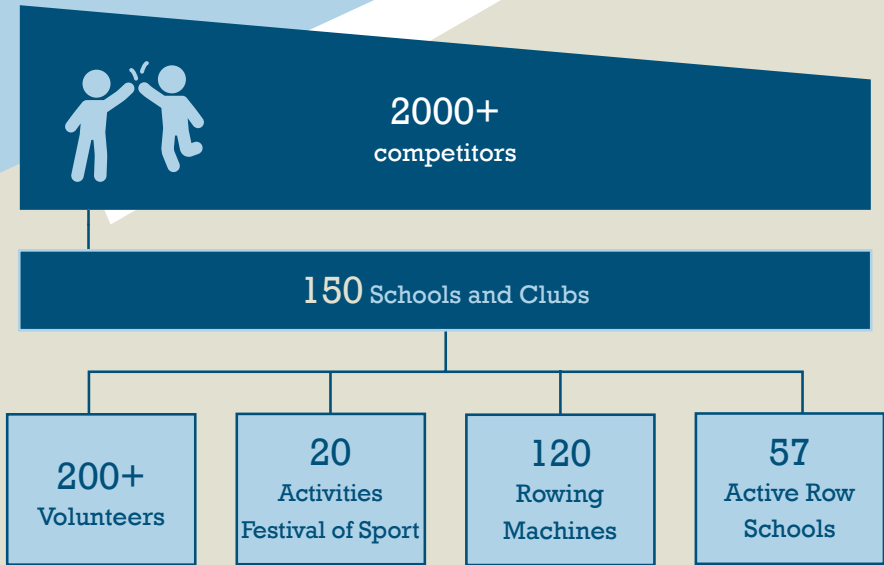 2000+
competitors
150 Schools and Clubs
200+
Volunteers
20
Activities
Festival of Sport
120
Rowing
Machines
57
Active Row
Schools